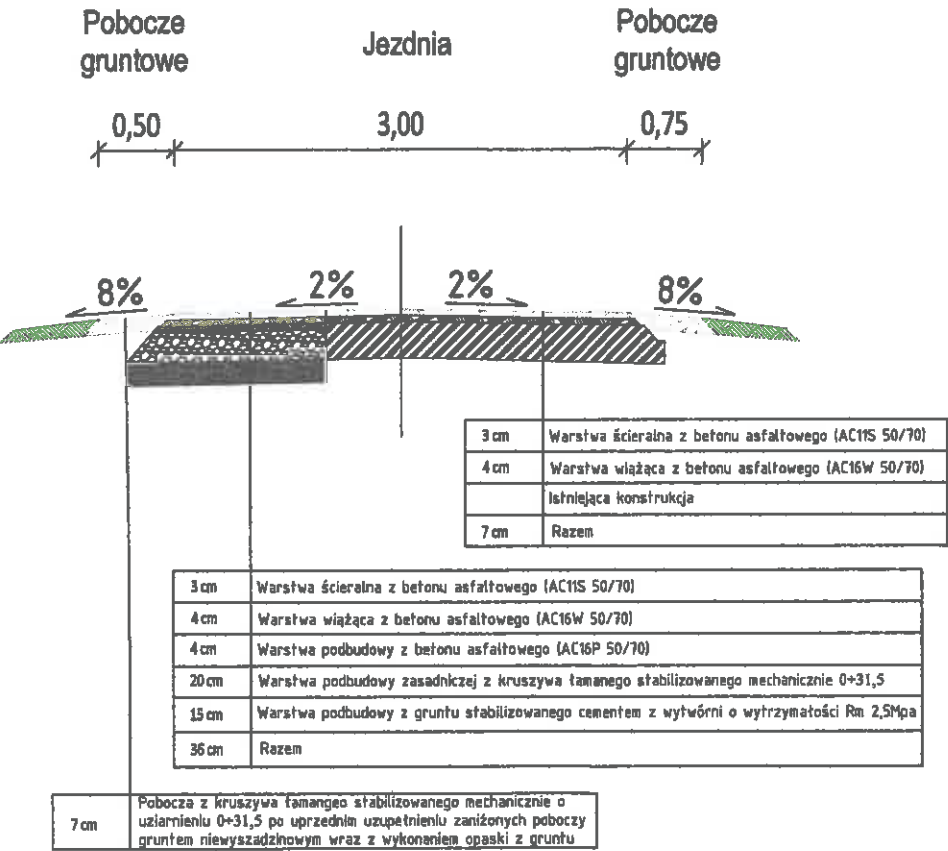 Pobocze
gruntowe
Jezdnia
Pobocze
gruntowe
0,50
3,00
0,75
8%
2%
2%
8%
3 cm Warstwa ścieralna z betonu asfaltowego (AC11S 50/70)
4 cm Warstwa wiążąca z betonu asfaltowego (AC16W 50/70)
Istniejąca konstrukcja
7 cm Razem
3 cm Warstwa ścieralna z betonu asfaltowego (AC11S 50/70)
4 cm Warstwa wiążąca z betonu asfaltowego (AC16W 50/70)
4 cm Warstwa podbudowy z betonu asfaltowego (AC16P 50/70)
20 cm Warstwa podbudowy zasadniczej z kruszywa łamanego stabilizowanego mechanicznie 0÷31,5
15 cm Warstwa podbudowy z gruntu stabilizowanego cementem z wytwórni o wytrzymałości Rm 2,5Mpa
36 cm Razem
7 cm Pobocza z kruszywa łamangeo stabilizowanego mechanicznie o
uziarnieniu 0÷31,5 po uprzednim uzupełnieniu zaniżonych poboczy
gruntem niewyszadzinowym wraz z wykonaniem opaski z gruntu